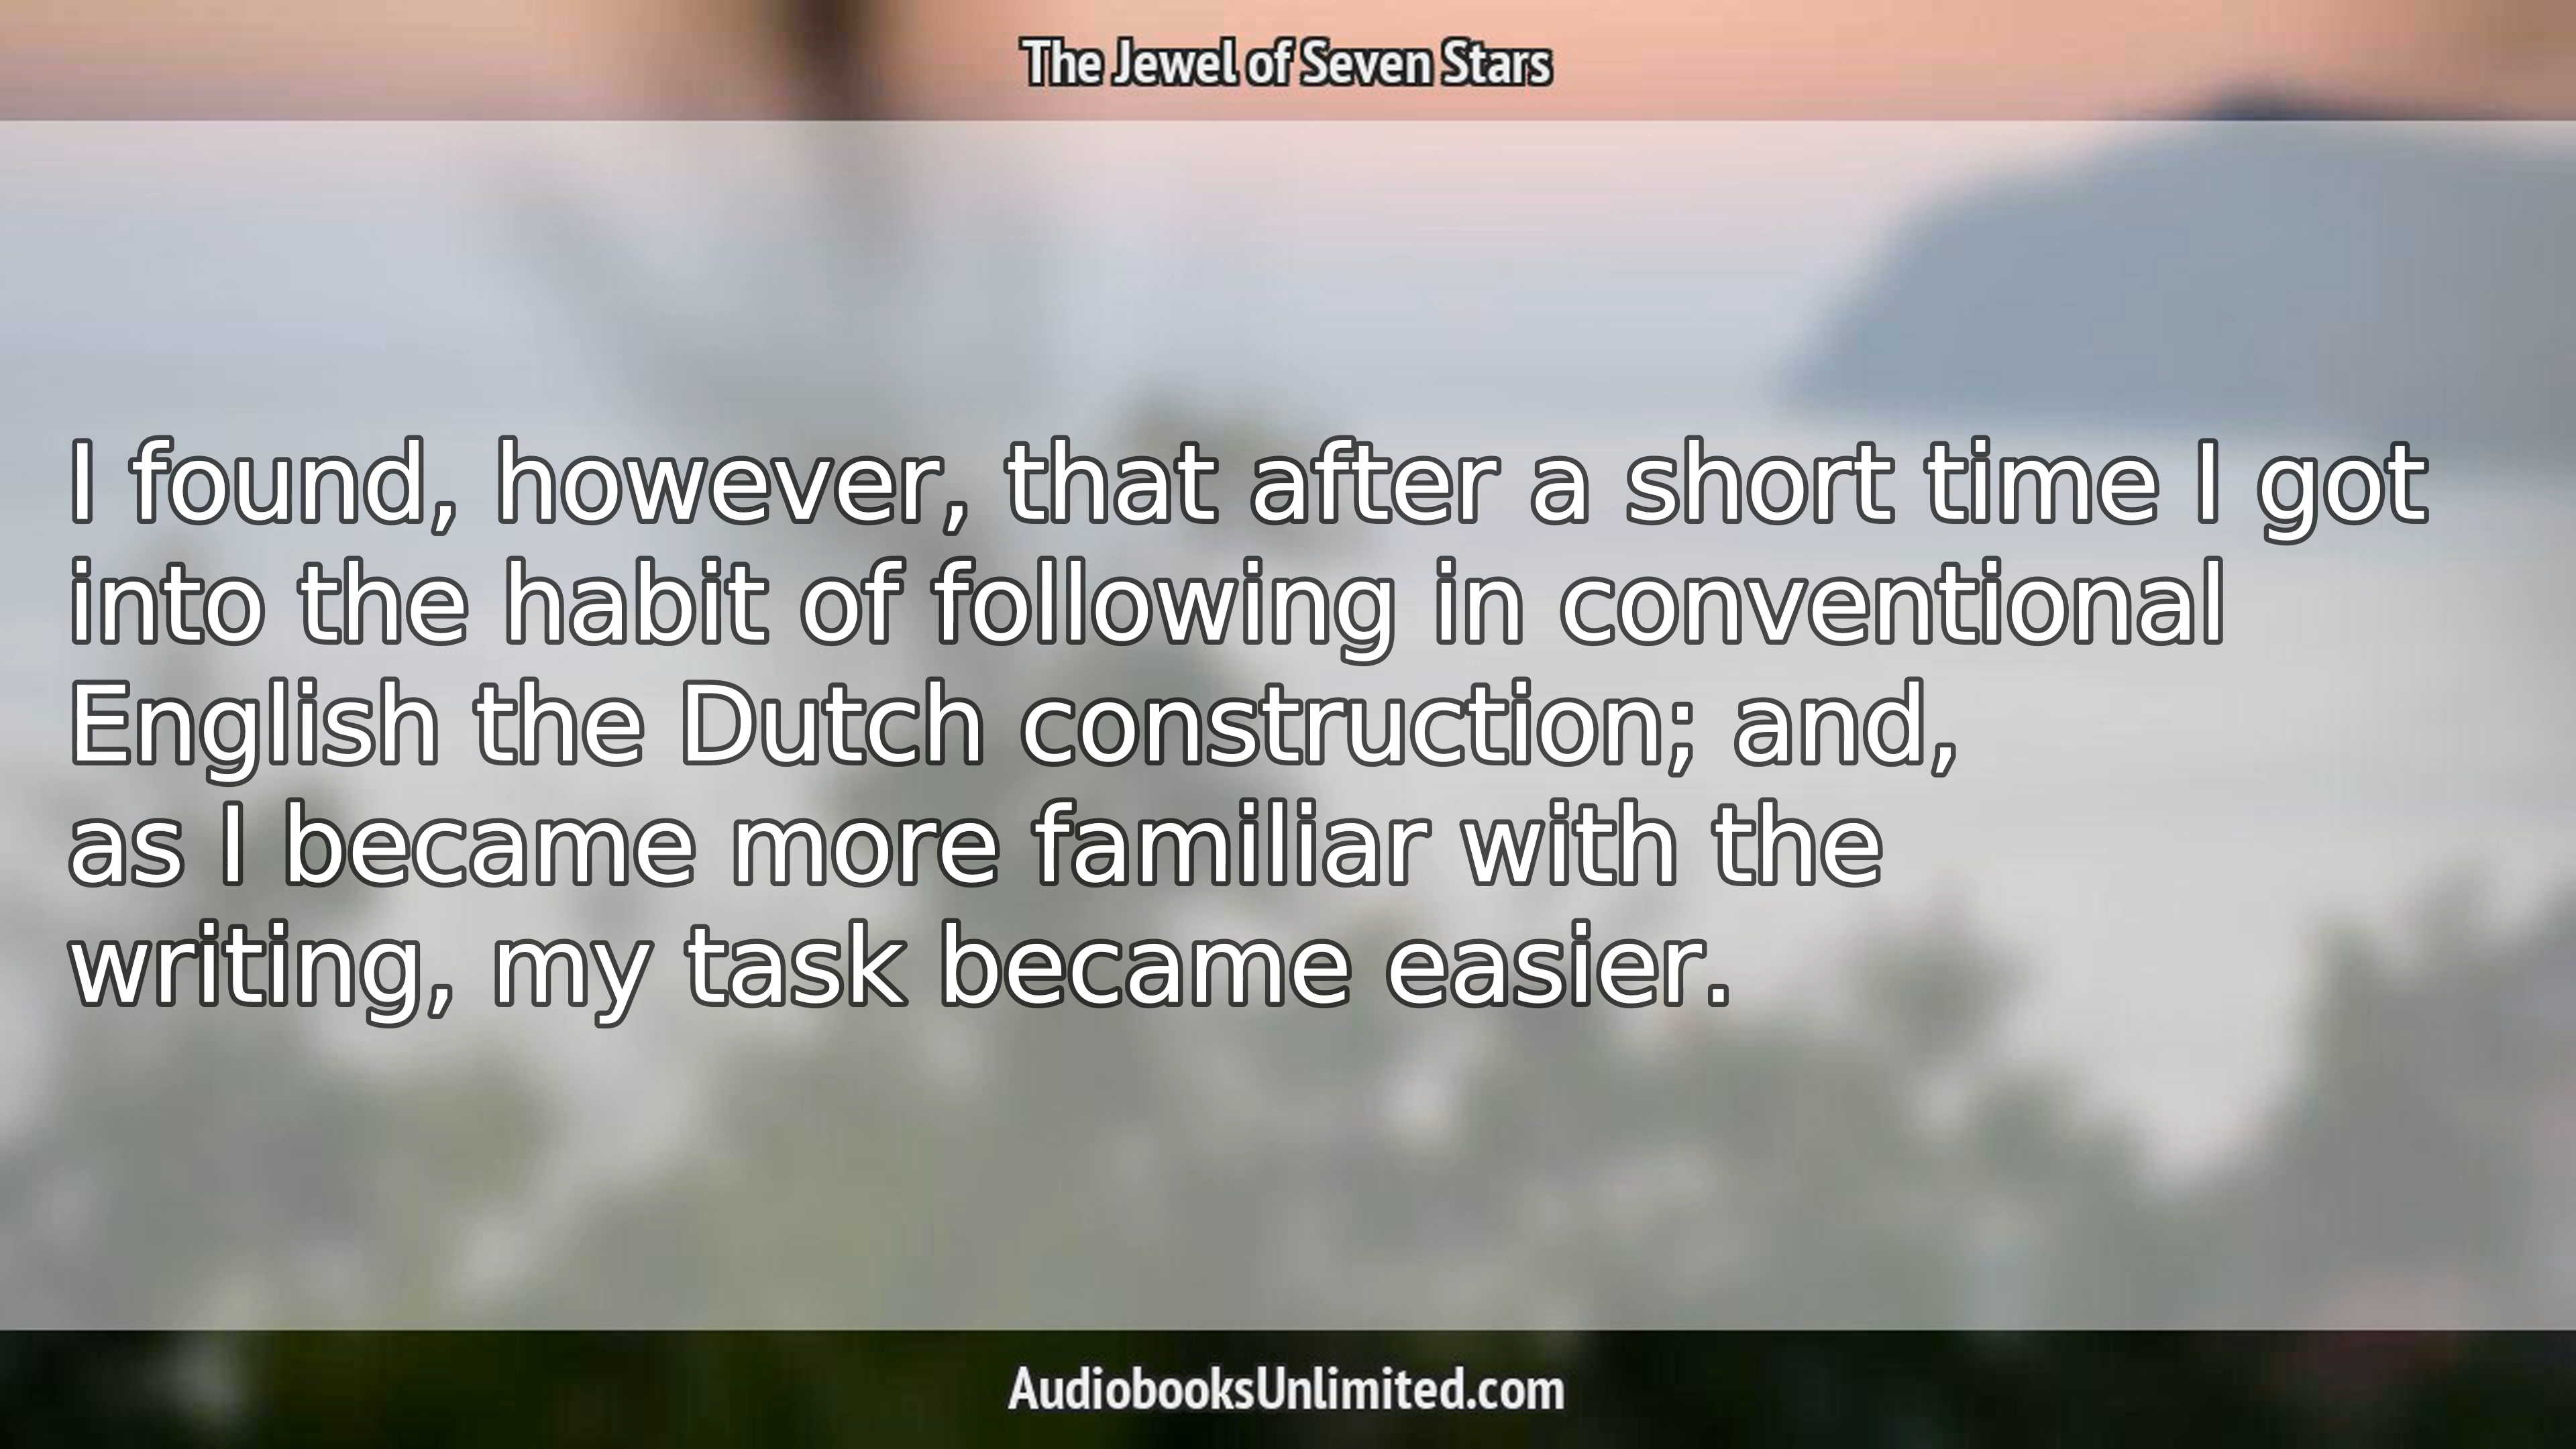 The Jewel of Seven Stars
I found, however, that after a short time I got
into the habit of following in conventional
English the Dutch construction; and,
as I became more familiar with the
writing, my task became easier.
AudiobooksUnlimited.com